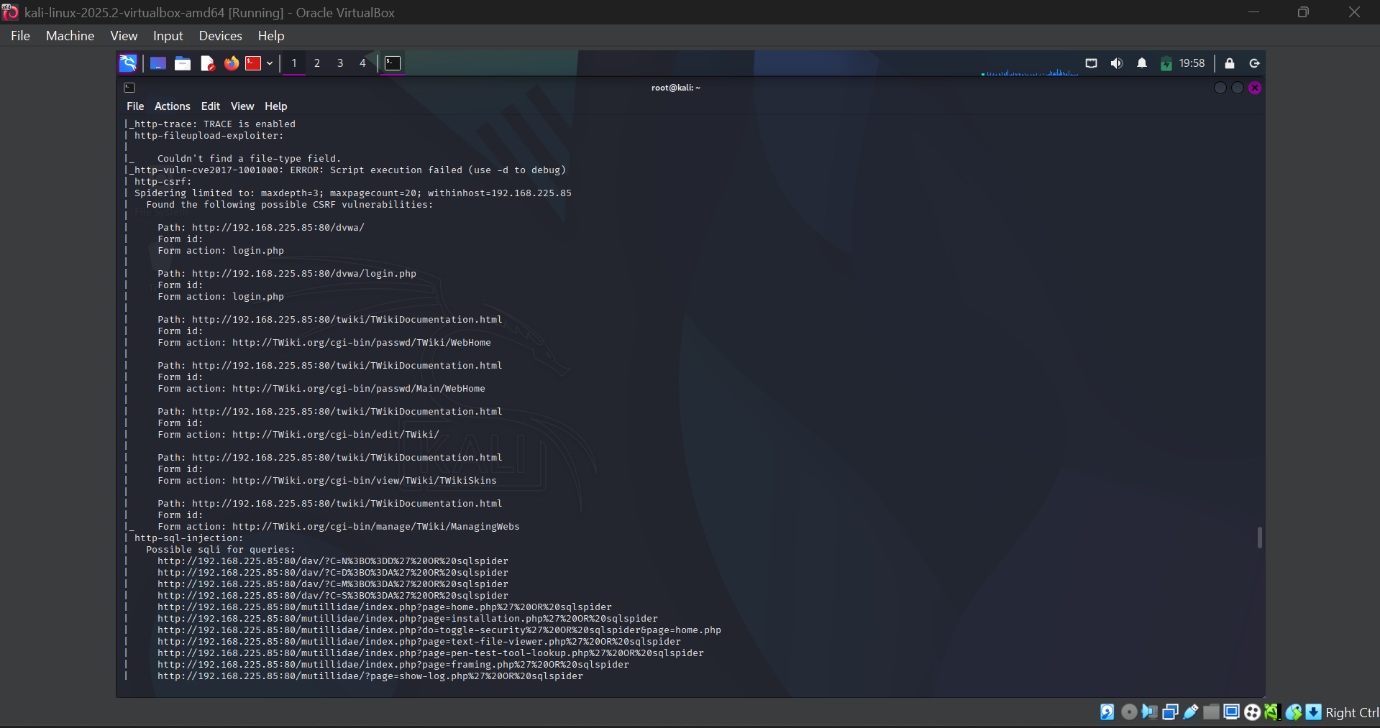 kali-linux-2025.2-virtualbox-amd64 [Running] - Oracle VirtualBox
File Machine View Input Devices Help
1 2 3 4 19:58
root@kali: ~
File Actions Edit View Help
|_http-trace: TRACE is enabled
| http-fileupload-exploiter:
|
|_    Couldn't find a file-type field.
|_http-vuln-cve2017-1001000: ERROR: Script execution failed (use -d to debug)
| http-csrf:
| Spidering limited to: maxdepth=3; maxpagecount=20; withinhost=192.168.225.85
|   Found the following possible CSRF vulnerabilities:
|
|     Path: http://192.168.225.85:80/dvwa/
|     Form id:
|     Form action: login.php
|
|     Path: http://192.168.225.85:80/dvwa/login.php
|     Form id:
|     Form action: login.php
|
|     Path: http://192.168.225.85:80/twiki/TWikiDocumentation.html
|     Form id:
|     Form action: http://TWiki.org/cgi-bin/passwd/TWiki/WebHome
|
|     Path: http://192.168.225.85:80/twiki/TWikiDocumentation.html
|     Form id:
|     Form action: http://TWiki.org/cgi-bin/passwd/Main/WebHome
|
|     Path: http://192.168.225.85:80/twiki/TWikiDocumentation.html
|     Form id:
|     Form action: http://TWiki.org/cgi-bin/edit/TWiki/
|
|     Path: http://192.168.225.85:80/twiki/TWikiDocumentation.html
|     Form id:
|     Form action: http://TWiki.org/cgi-bin/view/TWiki/TWikiSkins
|
|     Path: http://192.168.225.85:80/twiki/TWikiDocumentation.html
|     Form id:
|_    Form action: http://TWiki.org/cgi-bin/manage/TWiki/ManagingWebs
| http-sql-injection:
|   Possible sqli for queries:
|     http://192.168.225.85:80/dav/?C=N%3BO%3DD%27%20OR%20sqlspider
|     http://192.168.225.85:80/dav/?C=D%3BO%3DA%27%20OR%20sqlspider
|     http://192.168.225.85:80/dav/?C=M%3BO%3DA%27%20OR%20sqlspider
|     http://192.168.225.85:80/dav/?C=S%3BO%3DA%27%20OR%20sqlspider
|     http://192.168.225.85:80/mutillidae/index.php?page=home.php%27%20OR%20sqlspider
|     http://192.168.225.85:80/mutillidae/index.php?page=installation.php%27%20OR%20sqlspider
|     http://192.168.225.85:80/mutillidae/index.php?do=toggle-security%27%20OR%20sqlspider&page=home.php
|     http://192.168.225.85:80/mutillidae/index.php?page=text-file-viewer.php%27%20OR%20sqlspider
|     http://192.168.225.85:80/mutillidae/index.php?page=pen-test-tool-lookup.php%27%20OR%20sqlspider
|     http://192.168.225.85:80/mutillidae/index.php?page=framing.php%27%20OR%20sqlspider
|     http://192.168.225.85:80/mutillidae/?page=show-log.php%27%20OR%20sqlspider
KALI
Right Ctrl